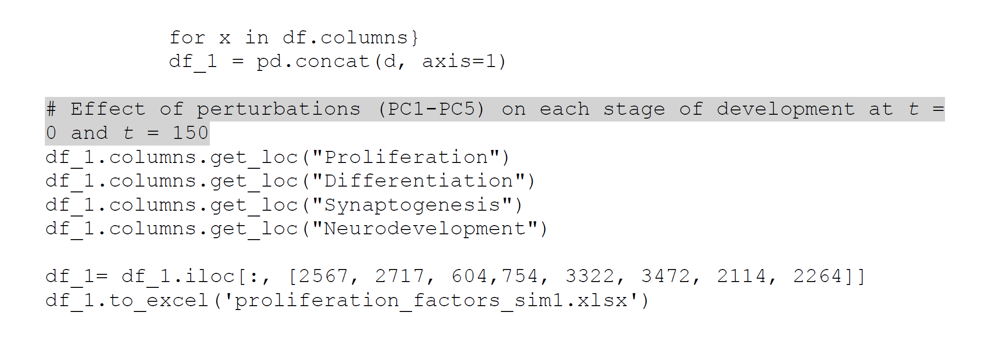 for x in df.columns}
df_1 = pd.concat(d, axis=1)
# Effect of perturbations (PC1-PC5) on each stage of development at t =
0 and t = 150
df_1.columns.get_loc("Proliferation")
df_1.columns.get_loc("Differentiation")
df_1.columns.get_loc("Synaptogenesis")
df_1.columns.get_loc("Neurodevelopment")
df_1= df_1.iloc[:, [2567, 2717, 604,754, 3322, 3472, 2114, 2264]]
df_1.to_excel('proliferation_factors_sim1.xlsx')